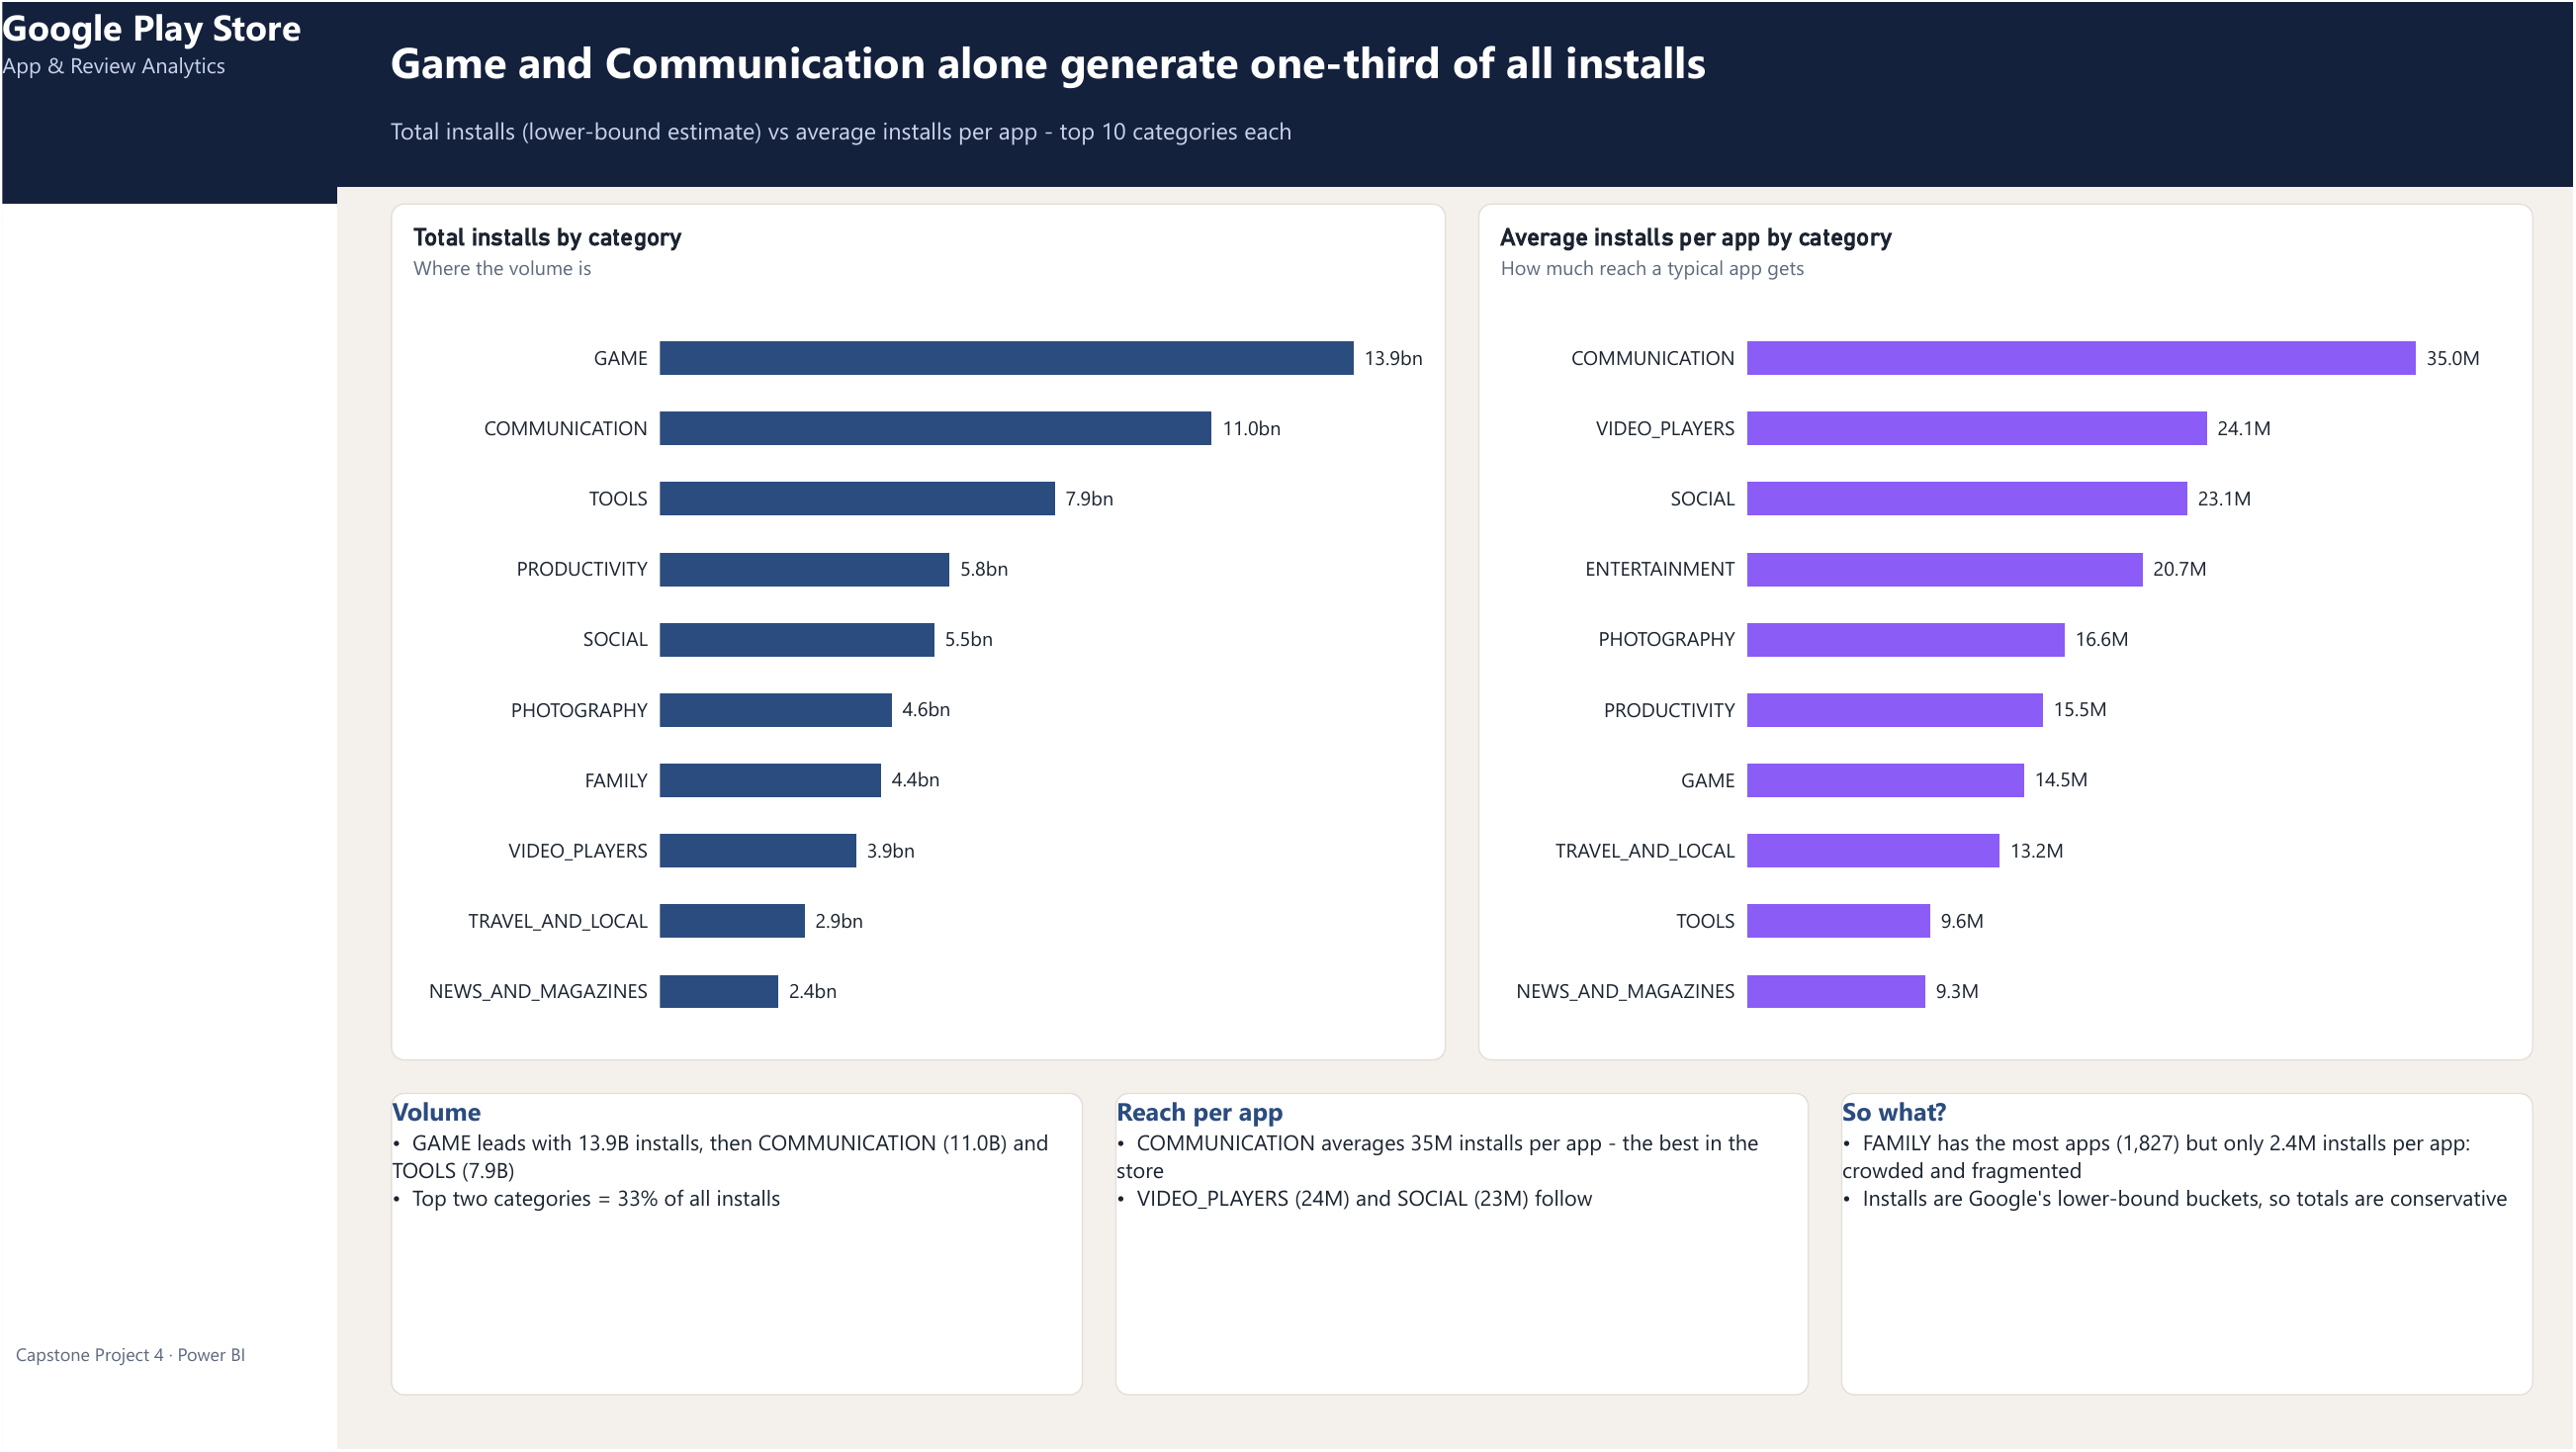 Google Play Store
App & Review Analytics
Game and Communication alone generate one-third of all installs
Total installs (lower-bound estimate) vs average installs per app - top 10 categories each
Total installs by category
Where the volume is
GAME 13.9bn
COMMUNICATION 11.0bn
TOOLS 7.9bn
PRODUCTIVITY 5.8bn
SOCIAL 5.5bn
PHOTOGRAPHY 4.6bn
FAMILY 4.4bn
VIDEO_PLAYERS 3.9bn
TRAVEL_AND_LOCAL 2.9bn
NEWS_AND_MAGAZINES 2.4bn
Average installs per app by category
How much reach a typical app gets
COMMUNICATION 35.0M
VIDEO_PLAYERS 24.1M
SOCIAL 23.1M
ENTERTAINMENT 20.7M
PHOTOGRAPHY 16.6M
PRODUCTIVITY 15.5M
GAME 14.5M
TRAVEL_AND_LOCAL 13.2M
TOOLS 9.6M
NEWS_AND_MAGAZINES 9.3M
Volume
• GAME leads with 13.9B installs, then COMMUNICATION (11.0B) and
TOOLS (7.9B)
• Top two categories = 33% of all installs
Reach per app
• COMMUNICATION averages 35M installs per app - the best in the
store
• VIDEO_PLAYERS (24M) and SOCIAL (23M) follow
So what?
• FAMILY has the most apps (1,827) but only 2.4M installs per app:
crowded and fragmented
• Installs are Google's lower-bound buckets, so totals are conservative
Capstone Project 4 · Power BI